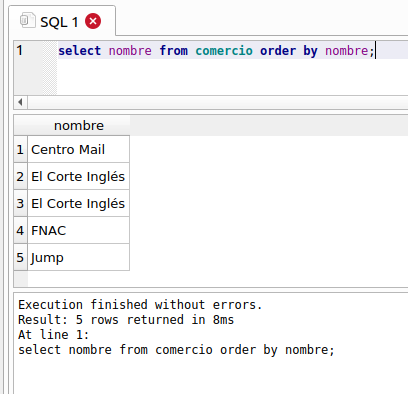 SQL 1
1 select nombre from comercio order by nombre;
nombre
1 Centro Mail
2 El Corte Inglés
3 El Corte Inglés
4 FNAC
5 Jump
Execution finished without errors.
Result: 5 rows returned in 8ms
At line 1:
select nombre from comercio order by nombre;